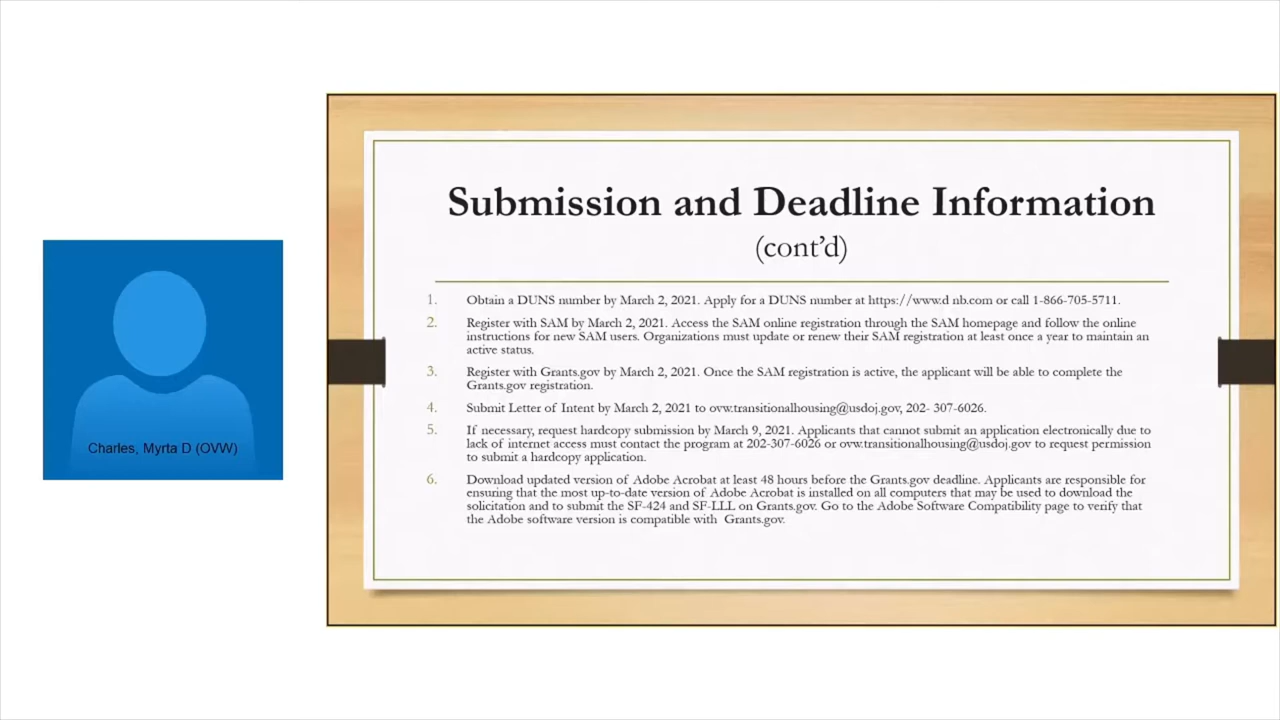 Submission and Deadline Information
(cont’d)
1. Obtain a DUNS number by March 2, 2021. Apply for a DUNS number at https://www.d nb.com or call 1-866-705-5711.
2. Register with SAM by March 2, 2021. Access the SAM online registration through the SAM homepage and follow the online
instructions for new SAM users. Organizations must update or renew their SAM registration at least once a year to maintain an
active status.
3. Register with Grants.gov by March 2, 2021. Once the SAM registration is active, the applicant will be able to complete the
Grants.gov registration.
4. Submit Letter of Intent by March 2, 2021 to ovw.transitionalhousing@usdoj.gov, 202- 307-6026.
5. If necessary, request hardcopy submission by March 9, 2021. Applicants that cannot submit an application electronically due to
lack of internet access must contact the program at 202-307-6026 or ovw.transitionalhousing@usdoj.gov to request permission
to submit a hardcopy application.
6. Download updated version of Adobe Acrobat at least 48 hours before the Grants.gov deadline. Applicants are responsible for
ensuring that the most up-to-date version of Adobe Acrobat is installed on all computers that may be used to download the
solicitation and to submit the SF-424 and SF-LLL on Grants.gov. Go to the Adobe Software Compatibility page to verify that
the Adobe software version is compatible with Grants.gov.
Charles, Myrta D (OVW)